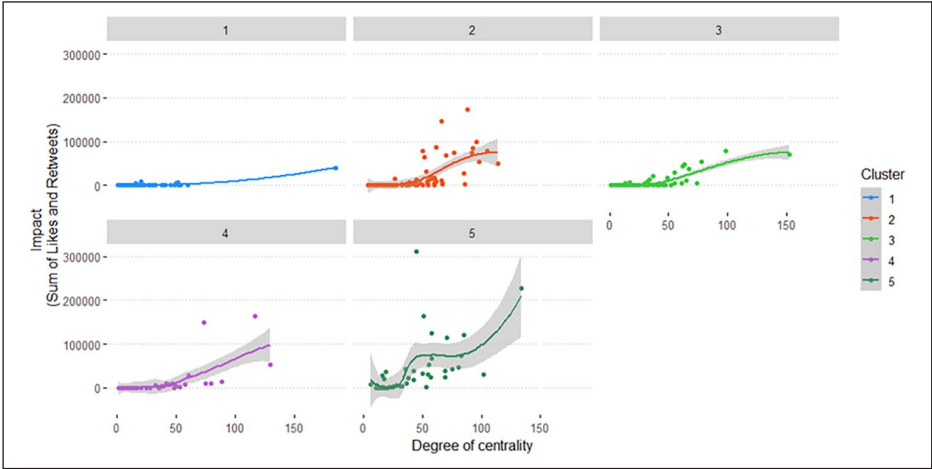 1
2
3
300000
200000
100000
0
0 50 100 150
Cluster
1
2
3
4
5
Impact
(Sum of Likes and Retweets)
4
5
300000
200000
100000
0
0 50 100 150
0 50 100 150
Degree of centrality